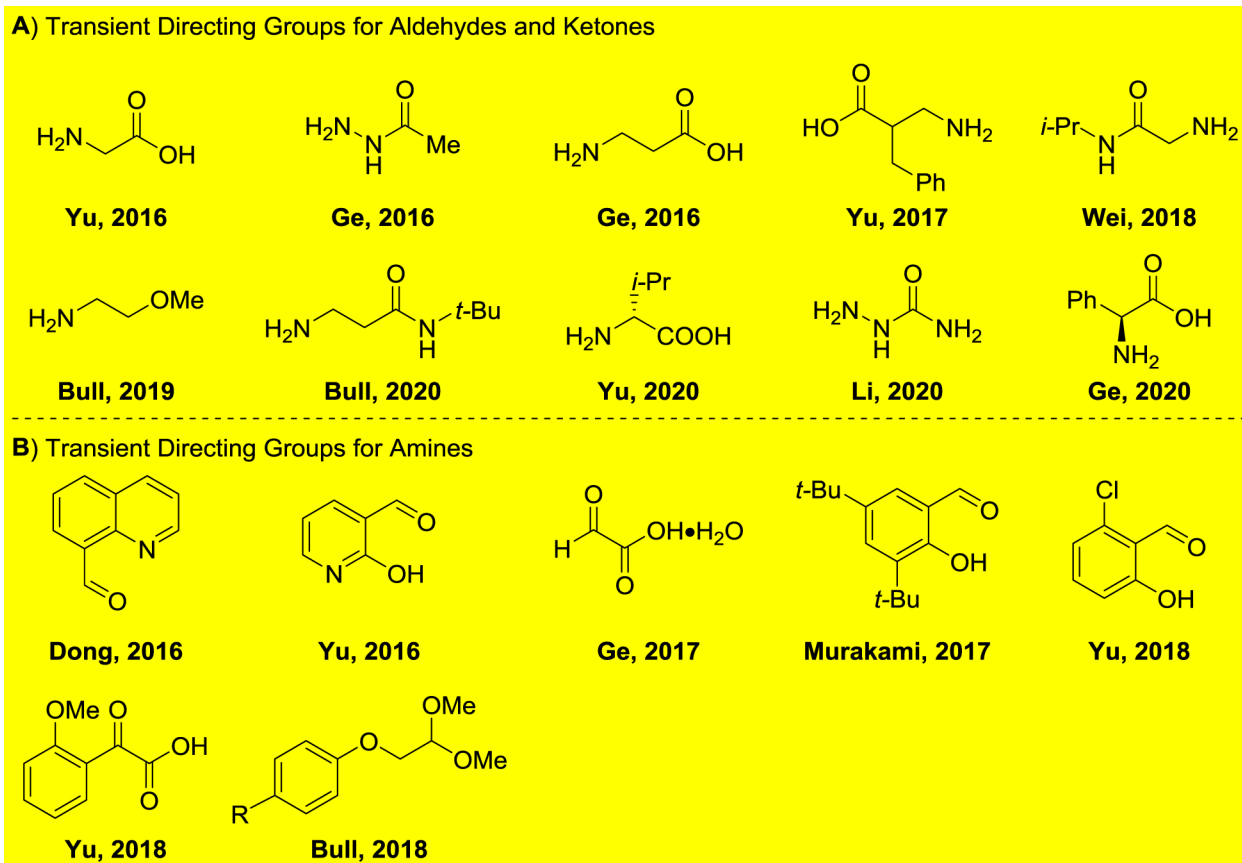 A) Transient Directing Groups for Aldehydes and Ketones
H2N O OH
H2N N H O Me
H2N O OH
O HO NH2 Ph
i-Pr N H O NH2
Yu, 2016 Ge, 2016 Ge, 2016 Yu, 2017 Wei, 2018
H2N OMe
H2N O N H t-Bu
i-Pr H2N COOH
H2N N H O NH2
Ph O OH NH2
Bull, 2019 Bull, 2020 Yu, 2020 Li, 2020 Ge, 2020
B) Transient Directing Groups for Amines
N O
O N OH
O H OH•H2O O
t-Bu O OH t-Bu
Cl O OH
Dong, 2016 Yu, 2016 Ge, 2017 Murakami, 2017 Yu, 2018
OMe O OH O
R O OMe OMe
Yu, 2018 Bull, 2018